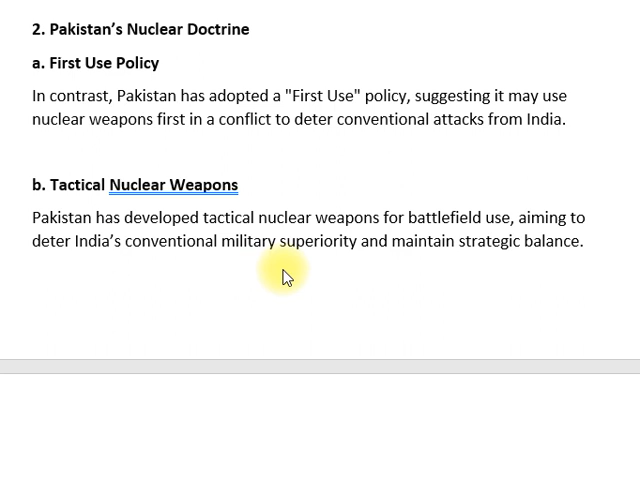 2. Pakistan’s Nuclear Doctrine
a. First Use Policy
In contrast, Pakistan has adopted a "First Use" policy, suggesting it may use
nuclear weapons first in a conflict to deter conventional attacks from India.
b. Tactical Nuclear Weapons
Pakistan has developed tactical nuclear weapons for battlefield use, aiming to
deter India’s conventional military superiority and maintain strategic balance.